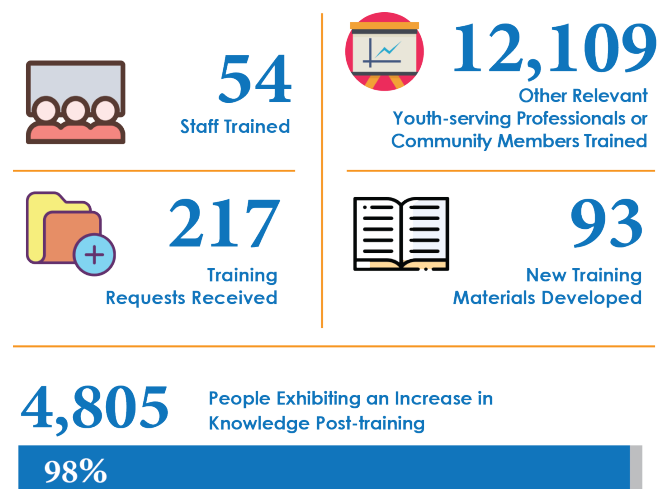 54
Staff Trained
12,109
Other Relevant
Youth-serving Professionals or
Community Members Trained
217
Training
Requests Received
93
New Training
Materials Developed
4,805
People Exhibiting an Increase in
Knowledge Post-training
98%